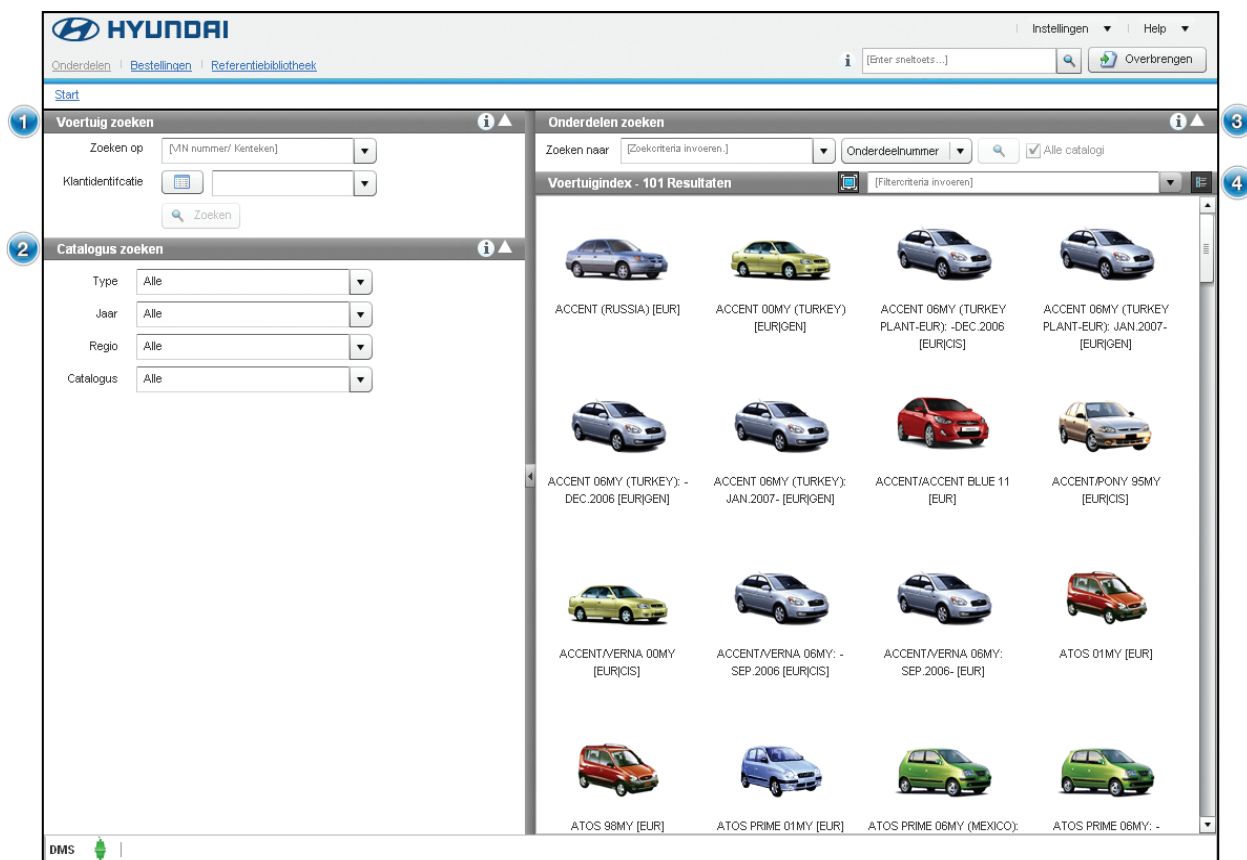 HYUNDAI
Instellingen
Help
Onderdelen
Bestellingen
Referentiebibliotheek
[Enter sneltoets...]
Overbrengen
Start
1
Voertuig zoeken
Zoeken op
[VIN nummer/ Kenteken]
Klantidentifcatie
Zoeken
2
Catalogus zoeken
Type
Alle
Jaar
Alle
Regio
Alle
Catalogus
Alle
3
Onderdelen zoeken
Zoeken naar
[Zoekcriteria invoeren.]
Onderdeelnummer
Alle catalogi
4
Voertuigindex - 101 Resultaten
[Filtercriteria invoeren]
ACCENT (RUSSIA) [EUR]
ACCENT 00MY (TURKEY)
[EUR|GEN]
ACCENT 06MY (TURKEY
PLANT-EUR): -DEC.2006
[EUR|CIS]
ACCENT 06MY (TURKEY
PLANT-EUR): JAN.2007-
[EUR|GEN]
ACCENT 06MY (TURKEY): -
DEC.2006 [EUR|GEN]
ACCENT 06MY (TURKEY):
JAN.2007- [EUR|GEN]
ACCENT/ACCENT BLUE 11
[EUR]
ACCENT/PONY 95MY
[EUR|CIS]
ACCENT/VERNA 00MY
[EUR|CIS]
ACCENT/VERNA 06MY: -
SEP.2006 [EUR|CIS]
ACCENT/VERNA 06MY:
SEP.2006- [EUR]
ATOS 01MY [EUR]
ATOS 98MY [EUR]
ATOS PRIME 01MY [EUR]
ATOS PRIME 06MY (MEXICO):
ATOS PRIME 06MY: -
DMS